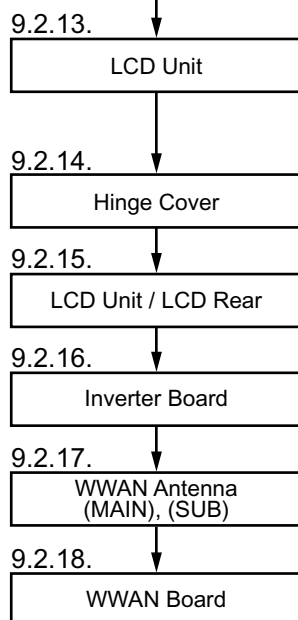 9.2.13.
LCD Unit
9.2.14.
Hinge Cover
9.2.15.
LCD Unit / LCD Rear
9.2.16.
Inverter Board
9.2.17.
WWAN Antenna
(MAIN), (SUB)
9.2.18.
WWAN Board